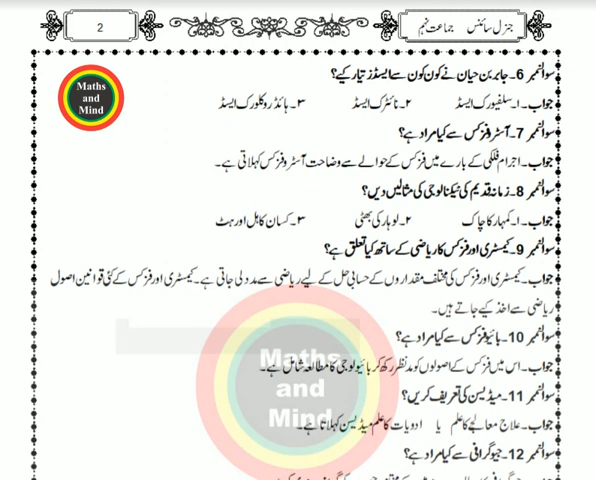 جنرل سائنس جماعت نہم
2
سوال نمبر 6۔ جابر بن حیان نے کون کون سے ایسڈز تیار کیے؟
جواب۔ ۱۔ سلفیورک ایسڈ ۲۔ نائٹرک ایسڈ ۳۔ ہائڈروکلورک ایسڈ
Maths
and
Mind
سوال نمبر 7۔ آسٹروفزکس سے کیا مراد ہے؟
جواب۔ اجرام فلکی کے بارے میں فزکس کے حوالے سے وضاحت آسٹروفزکس کہلاتی ہے۔
سوال نمبر 8۔ زمانہ قدیم کی ٹیکنالوجی کی مثالیں دیں؟
جواب۔ ۱۔ کمہار کا چاک ۲۔ لوہار کی بھٹی ۳۔ کسان کا ہل اور ہٹ
سوال نمبر 9۔ کیمسٹری اور فزکس کا ریاضی کے ساتھ کیا تعلق ہے؟
جواب۔ کیمسٹری اور فزکس کی مختلف مقداروں کے حسابی حل کے لیے ریاضی سے مدد لی جاتی ہے۔ کیمسٹری اور فزکس کے کئی قوانین اصول
ریاضی سے اخذ کیے جاتے ہیں۔
سوال نمبر 10۔ بائیوفزکس سے کیا مراد ہے؟
جواب۔ اس میں فزکس کے اصولوں کو مدنظر رکھ کر بائیولوجی کا مطالعہ شامل ہے۔
سوال نمبر 11۔ میڈیسن کی تعریف کریں؟
جواب۔ علاج معالجے کا علم یا ادویات کا علم میڈیسن کہلاتا ہے۔
Maths
and
Mind
سوال نمبر 12۔ جیوگرافی سے کیا مراد ہے؟